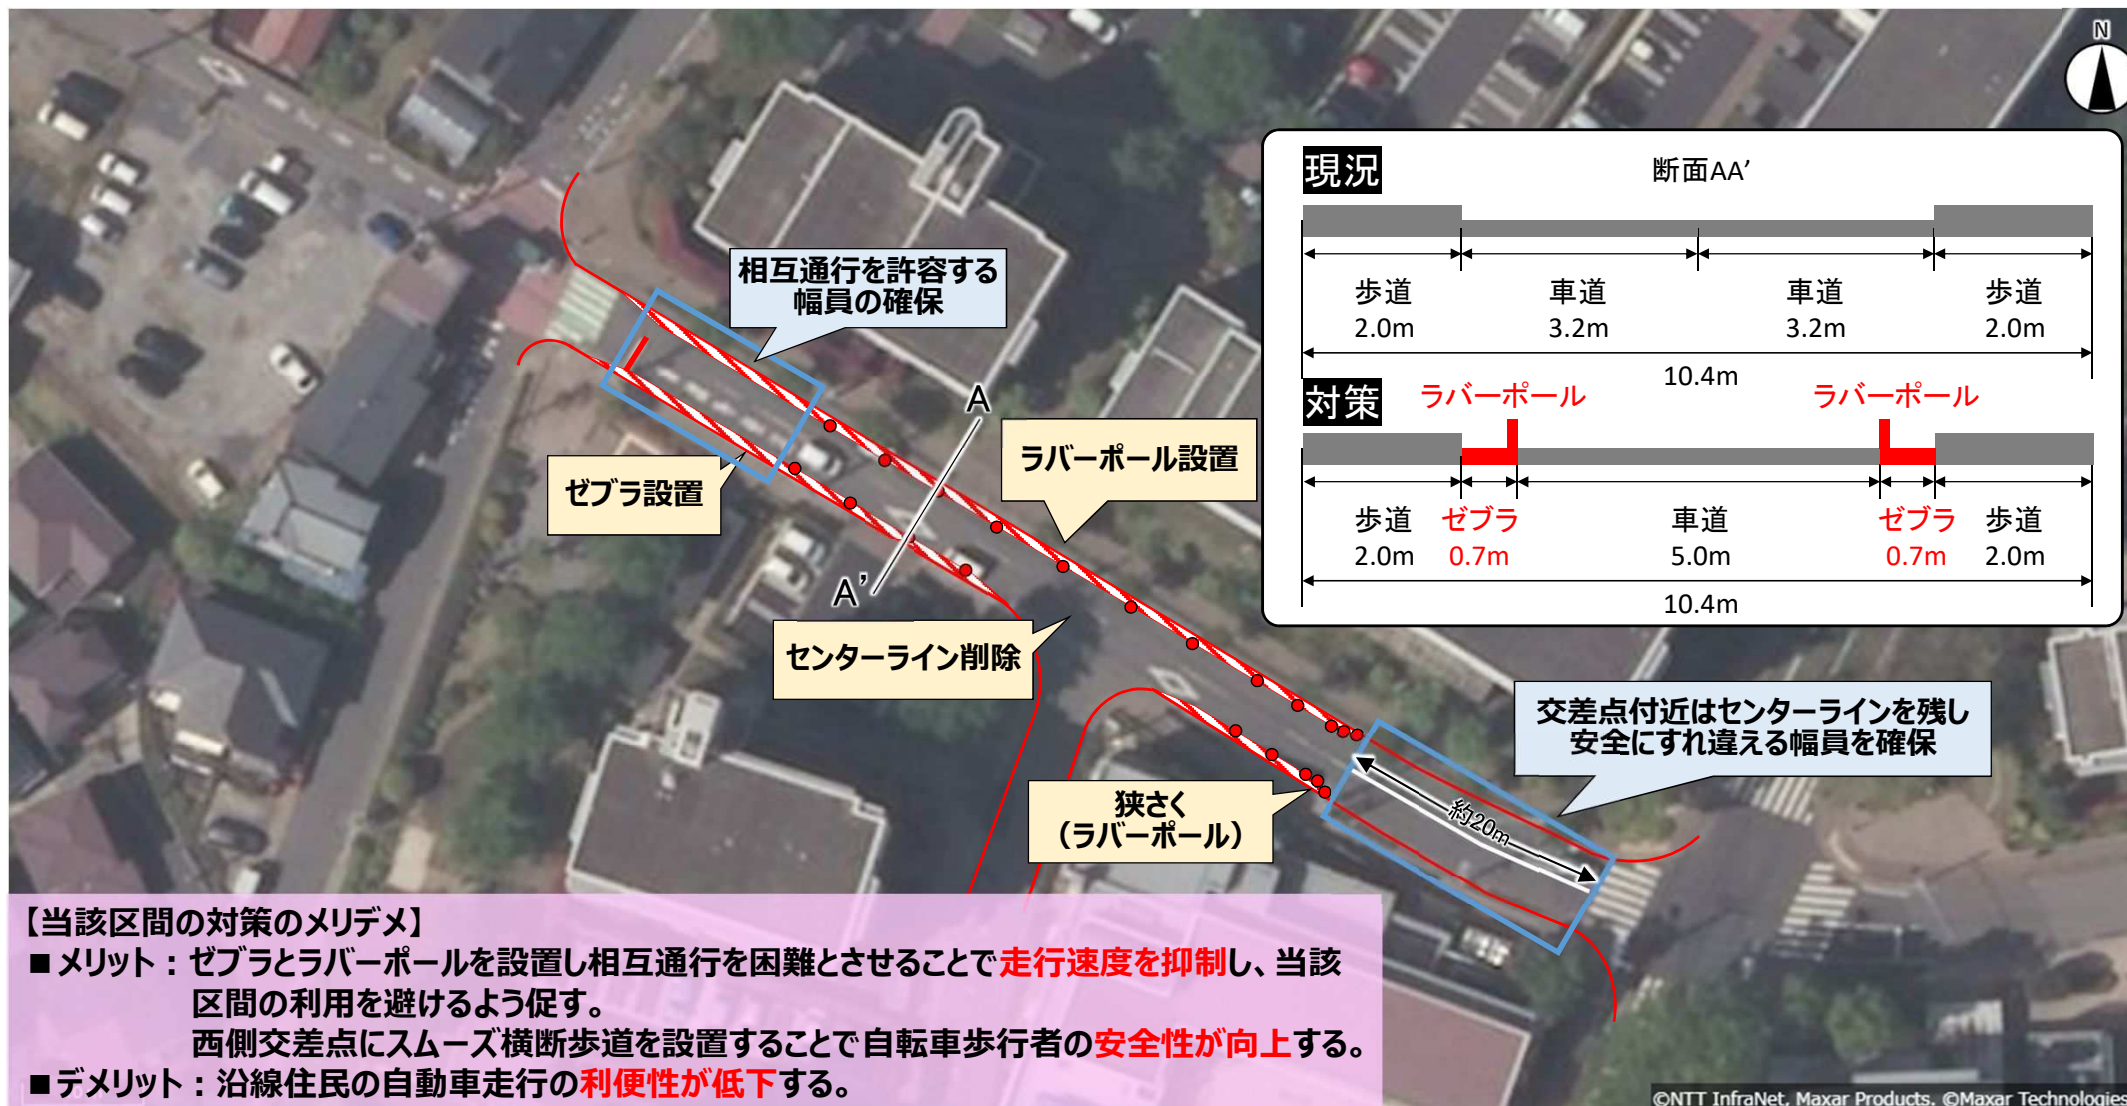 N
現況
断面AA’
歩道
2.0m
車道
3.2m
車道
3.2m
歩道
2.0m
10.4m
対策
ラバーポール
ラバーポール
歩道
2.0m
ゼブラ
0.7m
車道
5.0m
ゼブラ
0.7m
歩道
2.0m
10.4m
相互通行を許容する
幅員の確保
A
ラバーポール設置
ゼブラ設置
A’
センターライン削除
交差点付近はセンターラインを残し
安全にすれ違える幅員を確保
狭さく
（ラバーポール）
約20m
【当該区間の対策のメリデメ】
■メリット：ゼブラとラバーポールを設置し相互通行を困難とさせることで走行速度を抑制し、当該
区間の利用を避けるよう促す。
西側交差点にスムーズ横断歩道を設置することで自転車歩行者の安全性が向上する。
■デメリット：沿線住民の自動車走行の利便性が低下する。
©NTT InfraNet, Maxar Products. ©Maxar Technologies